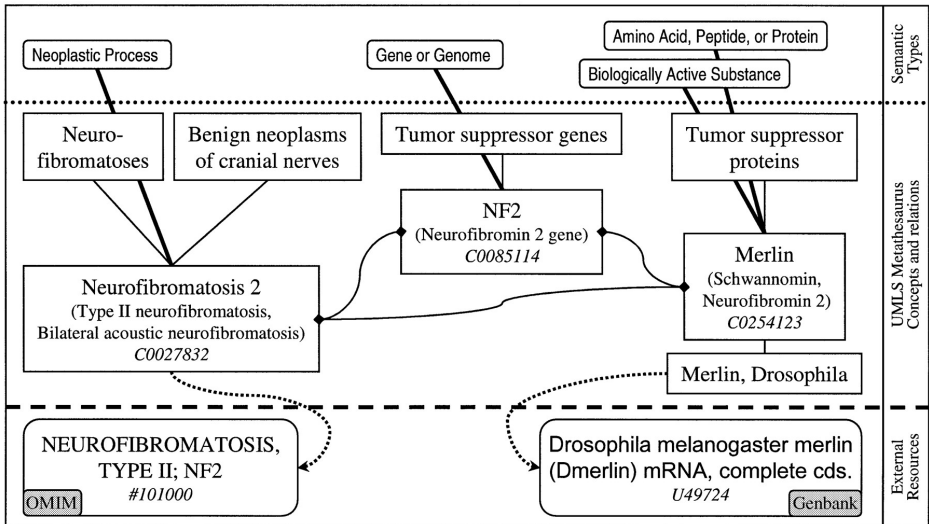 Neoplastic Process
Gene or Genome
Amino Acid, Peptide, or Protein
Biologically Active Substance
Semantic
Types
Neuro-
fibromatoses
Benign neoplasms
of cranial nerves
Tumor suppressor genes
Tumor suppressor
proteins
NF2
(Neurofibromin 2 gene)
C0085114
Neurofibromatosis 2
(Type II neurofibromatosis,
Bilateral acoustic neurofibromatosis)
C0027832
Merlin
(Schwannomin,
Neurofibromin 2)
C0254123
Merlin, Drosophila
UMLS Metathesaurus
Concepts and relations
NEUROFIBROMATOSIS,
TYPE II; NF2
#101000
OMIM
Drosophila melanogaster merlin
(Dmerlin) mRNA, complete cds.
U49724
Genbank
External
Resources